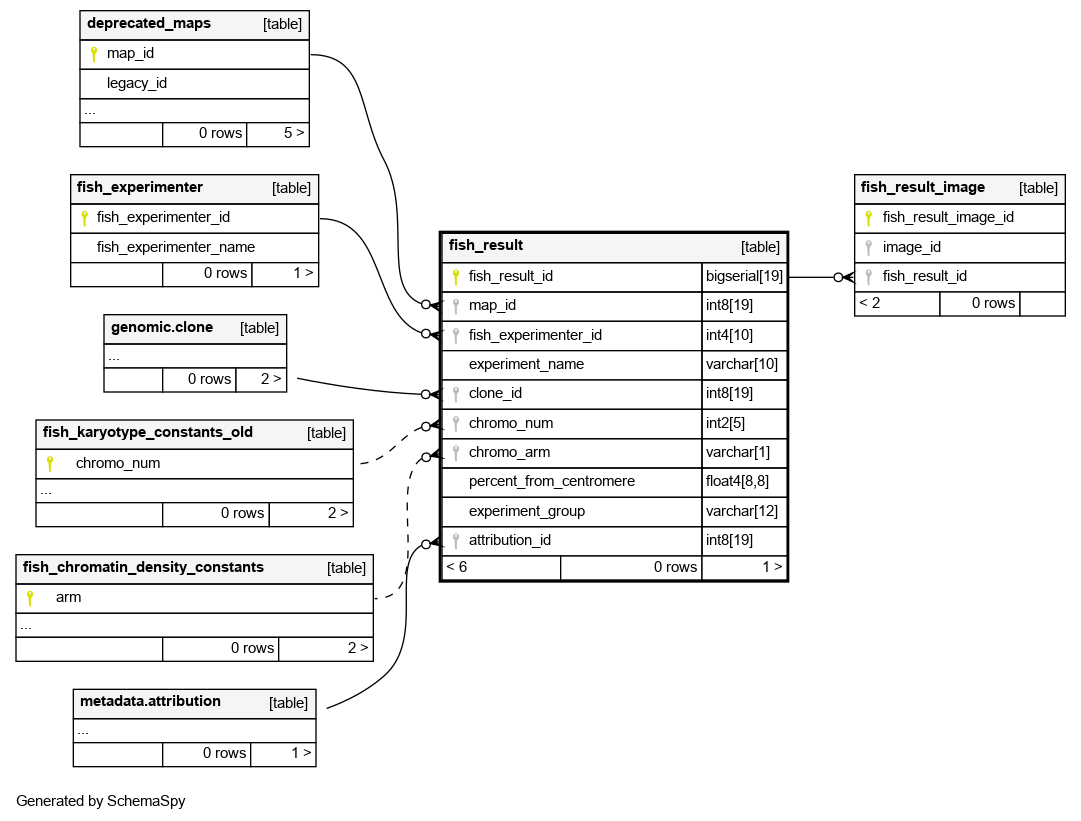 deprecated_maps [table]
map_id
legacy_id
...
0 rows 5 >
fish_experimenter [table]
fish_experimenter_id
fish_experimenter_name
0 rows 1 >
genomic.clone [table]
...
0 rows 2 >
fish_karyotype_constants_old [table]
chromo_num
...
0 rows 2 >
fish_chromatin_density_constants [table]
arm
...
0 rows 2 >
metadata.attribution [table]
...
0 rows 1 >
fish_result [table]
fish_result_id bigserial[19]
map_id int8[19]
fish_experimenter_id int4[10]
experiment_name varchar[10]
clone_id int8[19]
chromo_num int2[5]
chromo_arm varchar[1]
percent_from_centromere float4[8,8]
experiment_group varchar[12]
attribution_id int8[19]
< 6 0 rows 1 >
fish_result_image [table]
fish_result_image_id
image_id
fish_result_id
< 2 0 rows
Generated by SchemaSpy